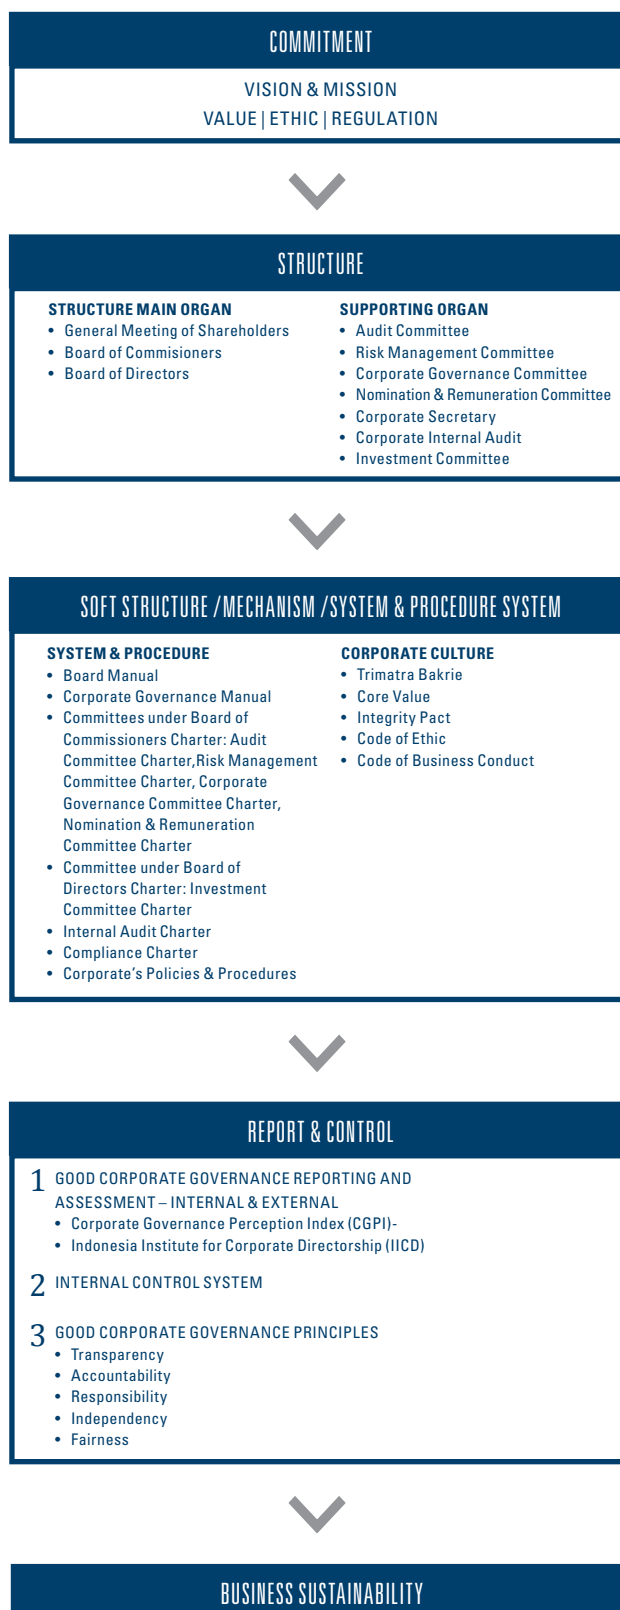 COMMITMENT
VISION & MISSION
VALUE | ETHIC | REGULATION
STRUCTURE
STRUCTURE MAIN ORGAN
• General Meeting of Shareholders
• Board of Commisioners
• Board of Directors
SUPPORTING ORGAN
• Audit Committee
• Risk Management Committee
• Corporate Governance Committee
• Nomination & Remuneration Committee
• Corporate Secretary
• Corporate Internal Audit
• Investment Committee
SOFT STRUCTURE /MECHANISM /SYSTEM & PROCEDURE SYSTEM
SYSTEM & PROCEDURE
• Board Manual
• Corporate Governance Manual
• Committees under Board of
Commissioners Charter: Audit
Committee Charter,Risk Management
Committee Charter, Corporate
Governance Committee Charter,
Nomination & Remuneration
Committee Charter
• Committee under Board of
Directors Charter: Investment
Committee Charter
• Internal Audit Charter
• Compliance Charter
• Corporate's Policies & Procedures
CORPORATE CULTURE
• Trimatra Bakrie
• Core Value
• Integrity Pact
• Code of Ethic
• Code of Business Conduct
REPORT & CONTROL
1 GOOD CORPORATE GOVERNANCE REPORTING AND
ASSESSMENT – INTERNAL & EXTERNAL
• Corporate Governance Perception Index (CGPI)-
• Indonesia Institute for Corporate Directorship (IICD)
2 INTERNAL CONTROL SYSTEM
3 GOOD CORPORATE GOVERNANCE PRINCIPLES
• Transparency
• Accountability
• Responsibility
• Independency
• Fairness
BUSINESS SUSTAINABILITY